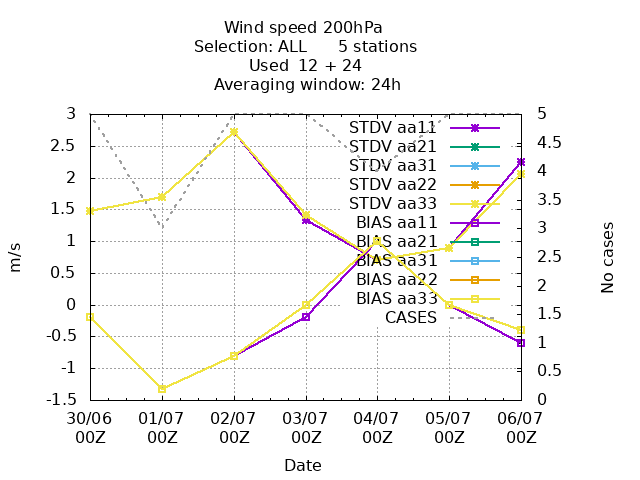 Wind speed 200hPa
Selection: ALL 5 stations
Used 12 + 24
Averaging window: 24h
3
2.5
2
1.5
1
0.5
0
-0.5
-1
-1.5
m/s
5
4.5
4
3.5
3
2.5
2
1.5
1
0.5
0
No cases
STDV aa11
STDV aa21
STDV aa31
STDV aa22
STDV aa33
BIAS aa11
BIAS aa21
BIAS aa31
BIAS aa22
BIAS aa33
CASES
30/06 01/07 02/07 03/07 04/07 05/07 06/07
00Z 00Z 00Z 00Z 00Z 00Z 00Z
Date